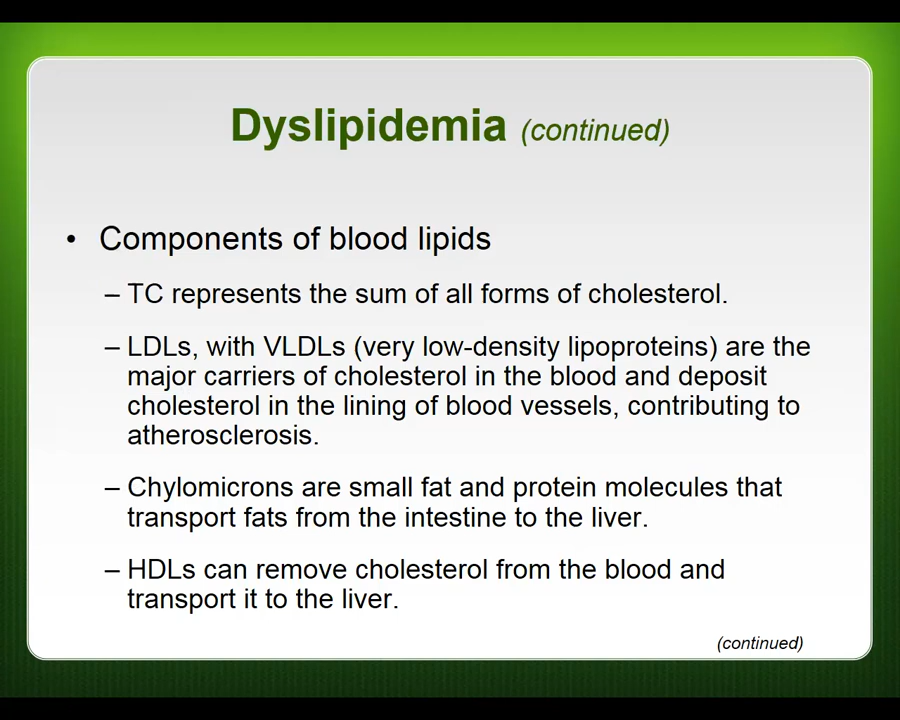 Dyslipidemia (continued)
• Components of blood lipids
– TC represents the sum of all forms of cholesterol.
– LDLs, with VLDLs (very low-density lipoproteins) are the
major carriers of cholesterol in the blood and deposit
cholesterol in the lining of blood vessels, contributing to
atherosclerosis.
– Chylomicrons are small fat and protein molecules that
transport fats from the intestine to the liver.
– HDLs can remove cholesterol from the blood and
transport it to the liver.
(continued)